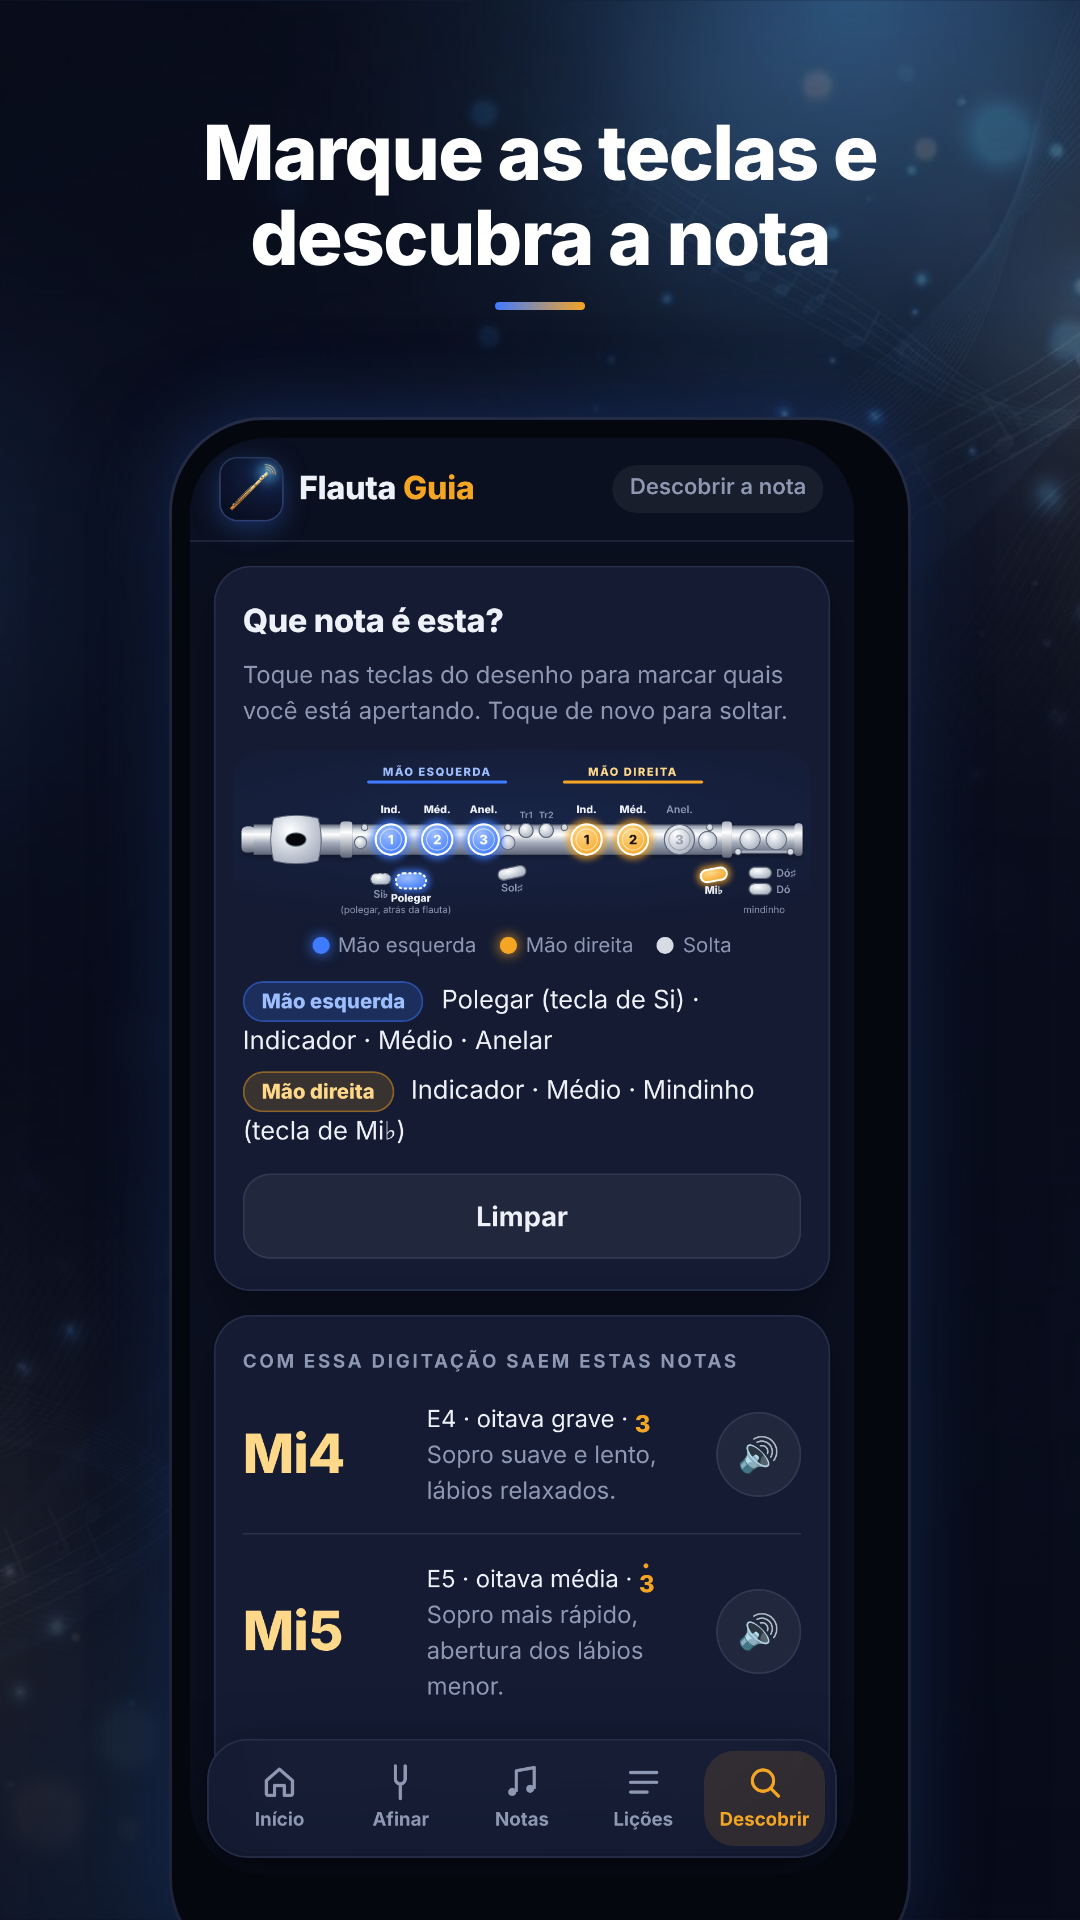 Marque as teclas e
descubra a nota
Flauta Guia
Descobrir a nota
Que nota é esta?
Toque nas teclas do desenho para marcar quais
você está apertando. Toque de novo para soltar.
MÃO ESQUERDA
MÃO DIREITA
Ind. Méd. Anel. Tr1 Tr2 Ind. Méd. Anel.
1 2 3 1 2 3
Si♭ Polegar Sol♯ Mi♭ Dó♯
Dó
(polegar, atrás da flauta) mindinho
Mão esquerda Mão direita Solta
Mão esquerda Polegar (tecla de Si) ·
Indicador · Médio · Anelar
Mão direita Indicador · Médio · Mindinho
(tecla de Mi♭)
Limpar
COM ESSA DIGITAÇÃO SAEM ESTAS NOTAS
Mi4
E4 · oitava grave · 3
Sopro suave e lento,
lábios relaxados.
Mi5
E5 · oitava média · 3̇
Sopro mais rápido,
abertura dos lábios
menor.
Início Afinar Notas Lições Descobrir